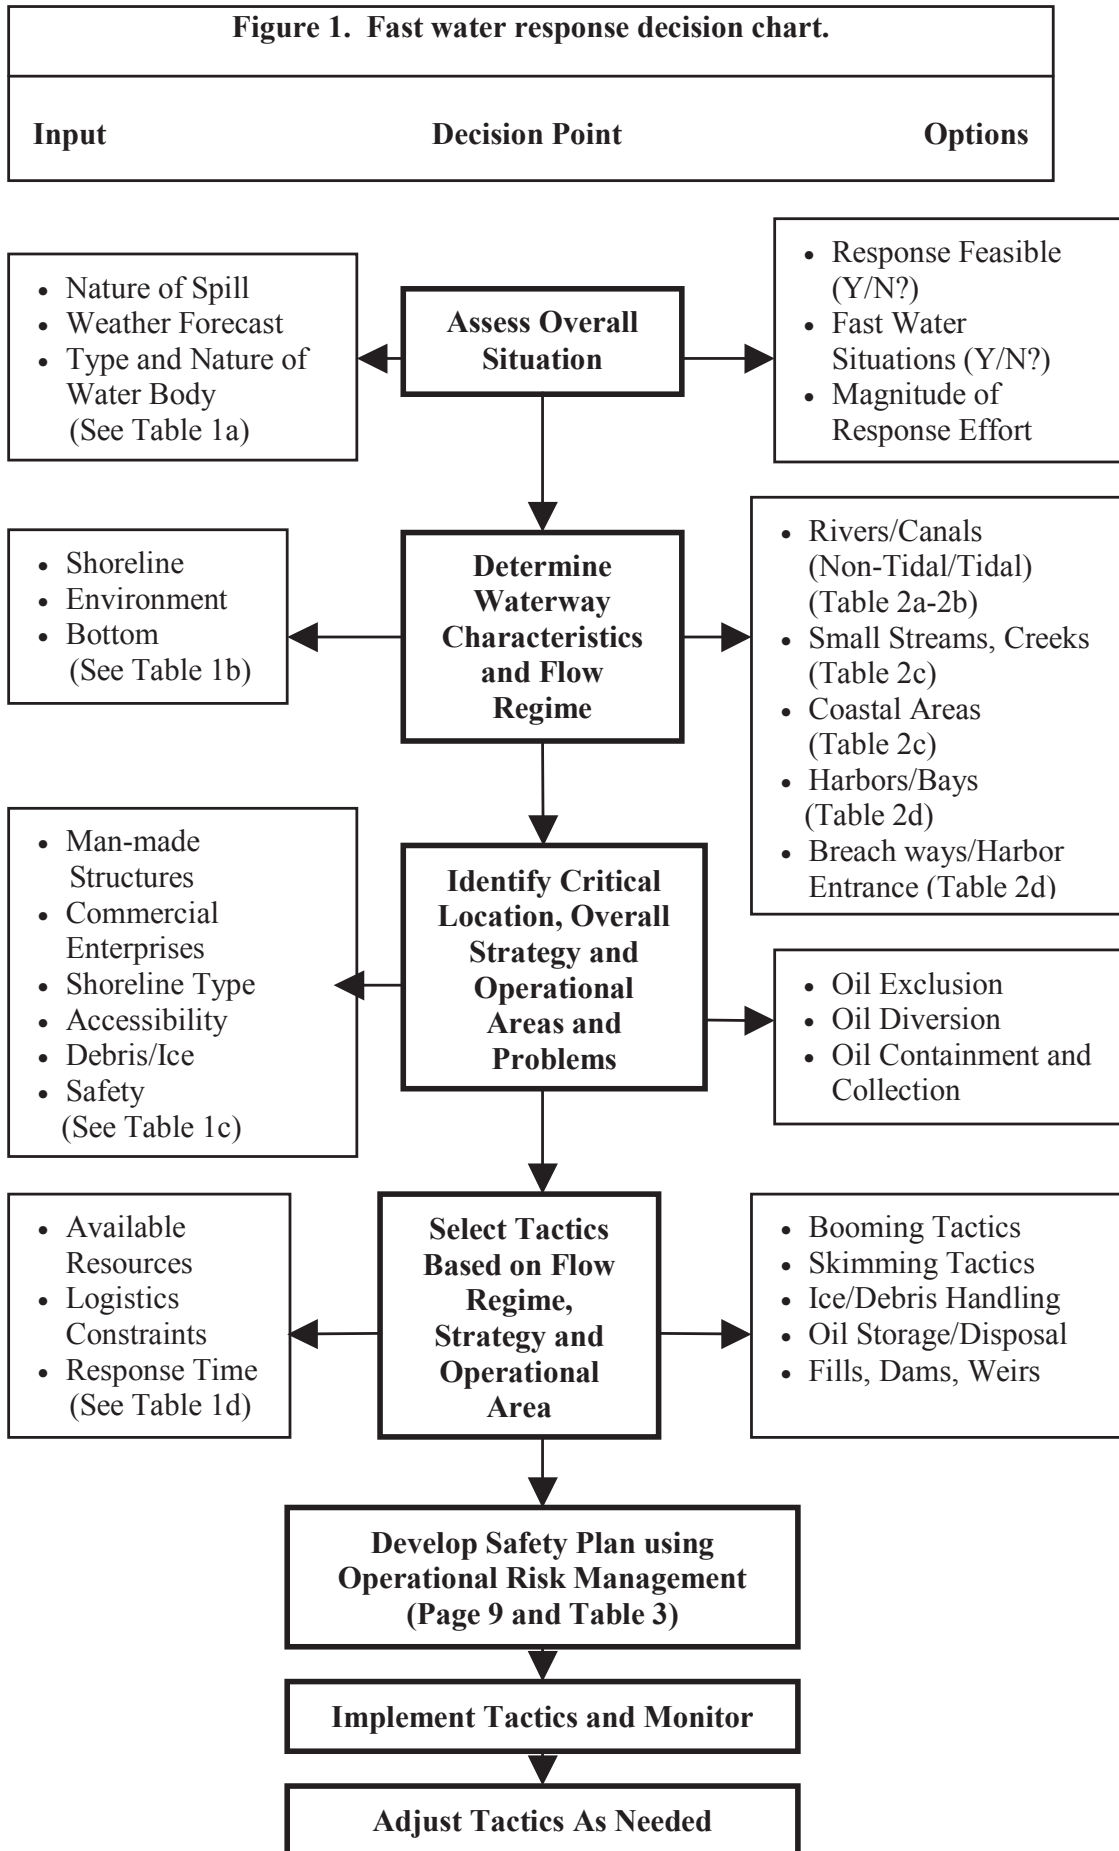 Figure 1.  Fast water response decision chart.
Input
Decision Point
Options
• Nature of Spill
• Weather Forecast
• Type and Nature of
Water Body
(See Table 1a)
Assess Overall
Situation
• Response Feasible
(Y/N?)
• Fast Water
Situations (Y/N?)
• Magnitude of
Response Effort
• Shoreline
• Environment
• Bottom
(See Table 1b)
Determine
Waterway
Characteristics
and Flow
Regime
• Rivers/Canals
(Non-Tidal/Tidal)
(Table 2a-2b)
• Small Streams, Creeks
(Table 2c)
• Coastal Areas
(Table 2c)
• Harbors/Bays
(Table 2d)
• Breach ways/Harbor
Entrance (Table 2d)
• Man-made
Structures
• Commercial
Enterprises
• Shoreline Type
• Accessibility
• Debris/Ice
• Safety
(See Table 1c)
Identify Critical
Location, Overall
Strategy and
Operational
Areas and
Problems
• Oil Exclusion
• Oil Diversion
• Oil Containment and
Collection
• Available
Resources
• Logistics
Constraints
• Response Time
(See Table 1d)
Select Tactics
Based on Flow
Regime,
Strategy and
Operational
Area
• Booming Tactics
• Skimming Tactics
• Ice/Debris Handling
• Oil Storage/Disposal
• Fills, Dams, Weirs
Develop Safety Plan using
Operational Risk Management
(Page 9 and Table 3)
Implement Tactics and Monitor
Adjust Tactics As Needed